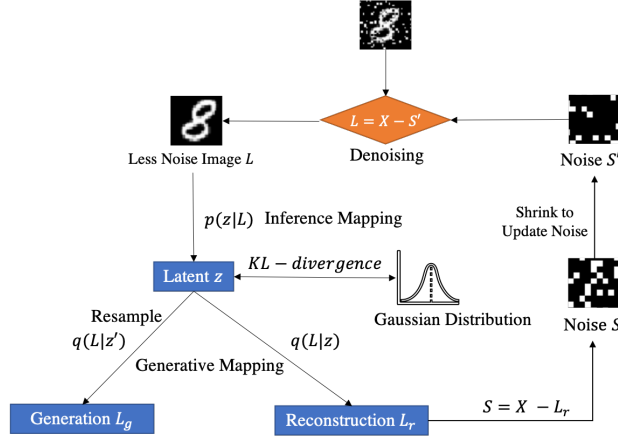 L = X − S'
Denoising
Less Noise Image L
Noise S'
p(z|L) Inference Mapping
Shrink to
Update Noise
Latent z
KL − divergence
Gaussian Distribution
Noise S
Resample
q(L|z')
q(L|z)
Generative Mapping
Generation L_g
Reconstruction L_r
S = X − L_r